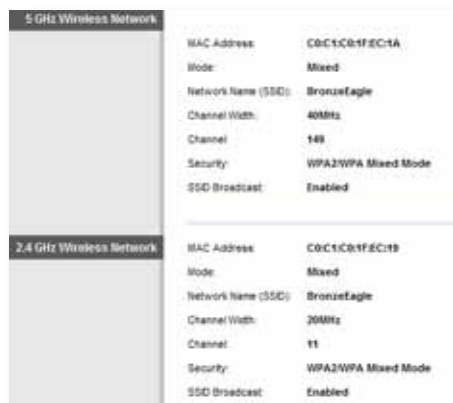 5 GHz Wireless Network
MAC Address: C0:C1:C0:1F:EC:1A
Mode: Mixed
Network Name (SSID): BronzeEagle
Channel Width: 40MHz
Channel: 149
Security: WPA2/WPA Mixed Mode
SSID Broadcast: Enabled
2.4 GHz Wireless Network
MAC Address: C0:C1:C0:1F:EC:19
Mode: Mixed
Network Name (SSID): BronzeEagle
Channel Width: 20MHz
Channel: 11
Security: WPA2/WPA Mixed Mode
SSID Broadcast: Enabled